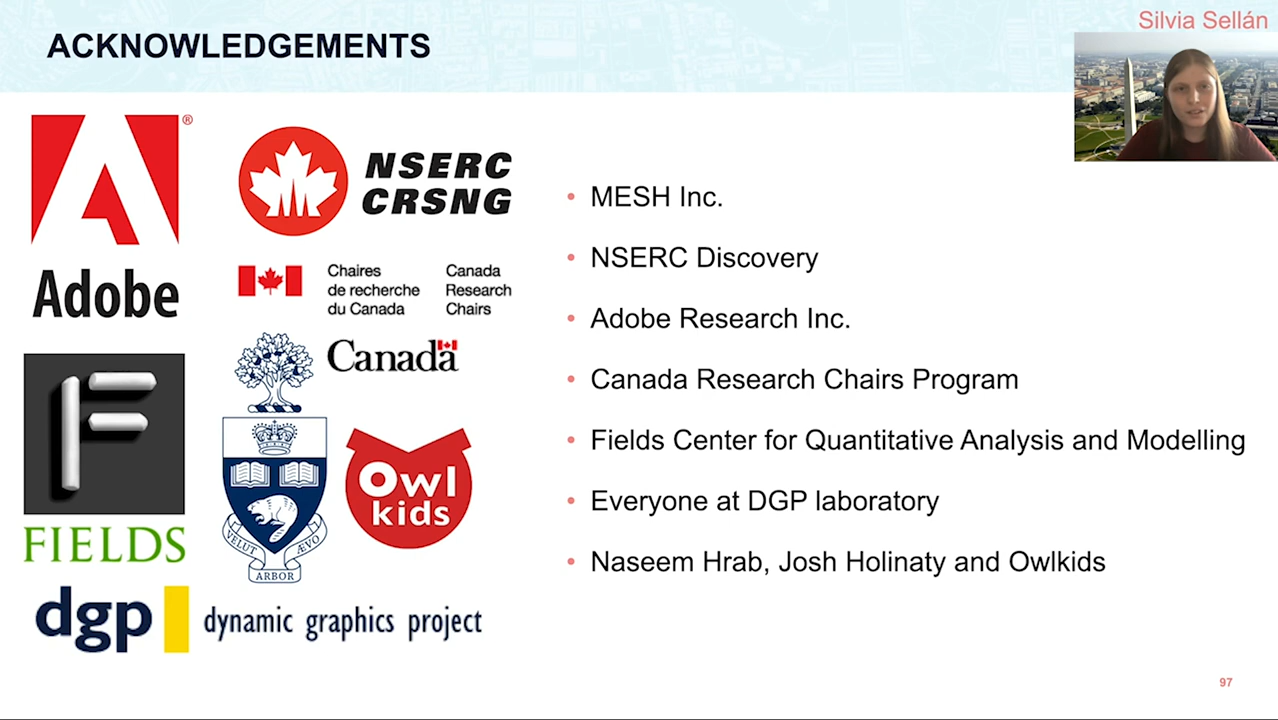 Silvia Sellán
ACKNOWLEDGEMENTS
®
Adobe
NSERC
CRSNG
Chaires
de recherche
du Canada
Canada
Research
Chairs
Canada
F
FIELDS
VELUT
ÆVO
ARBOR
Owl
kids
dgp
dynamic graphics project
• MESH Inc.
• NSERC Discovery
• Adobe Research Inc.
• Canada Research Chairs Program
• Fields Center for Quantitative Analysis and Modelling
• Everyone at DGP laboratory
• Naseem Hrab, Josh Holinaty and Owlkids
97